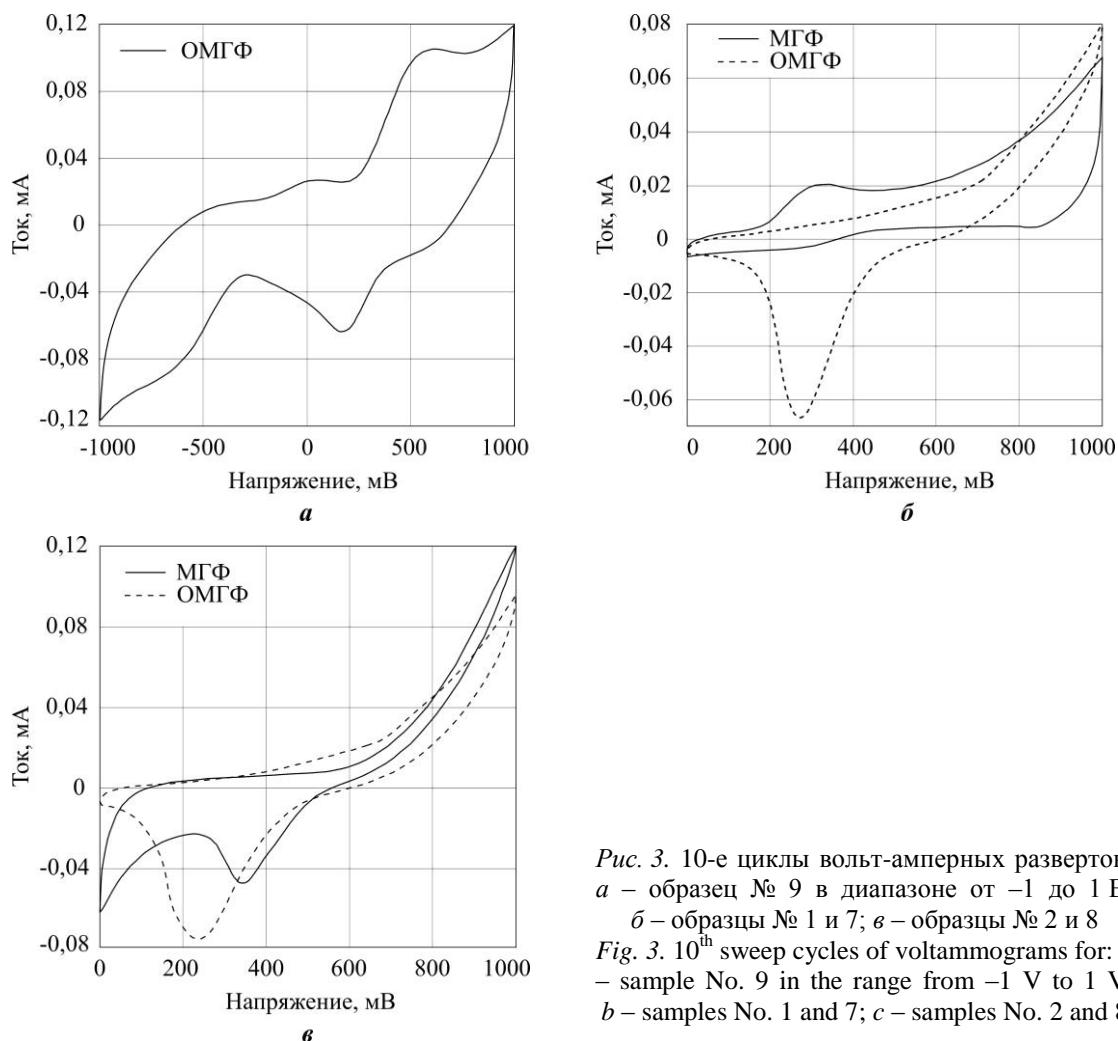 0,12
0,08
0,04
0
-0,04
-0,08
-0,12
Ток, мА
ОМГФ
-1000 -500 0 500 1000
Напряжение, мВ
а
0,08
0,06
0,04
0,02
0
-0,02
-0,04
-0,06
Ток, мА
МГФ
ОМГФ
0 200 400 600 800 1000
Напряжение, мВ
б
0,12
0,08
0,04
0
-0,04
-0,08
Ток, мА
МГФ
ОМГФ
0 200 400 600 800 1000
Напряжение, мВ
в
Рис. 3. 10-е циклы вольт-амперных разверток
а – образец № 9 в диапазоне от –1 до 1 В
б – образцы № 1 и 7; в – образцы № 2 и 8
Fig. 3. 10th sweep cycles of voltammograms for:
– sample No. 9 in the range from –1 V to 1 V
b – samples No. 1 and 7; c – samples No. 2 and 8